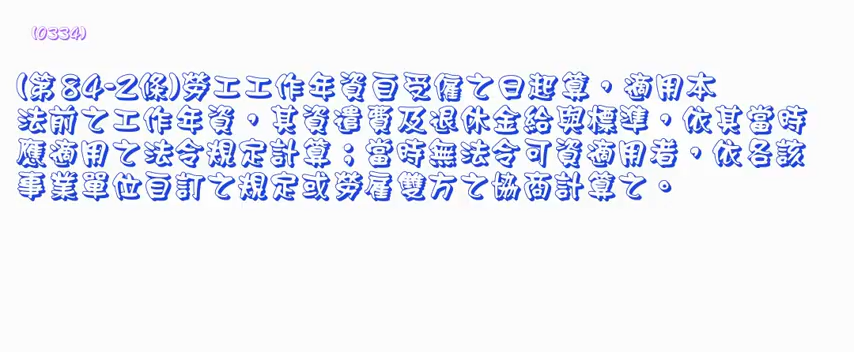 (0334)
(第84-2條)勞工工作年資自受僱之日起算，適用本
法前之工作年資，其資遣費及退休金給與標準，依其當時
應適用之法令規定計算；當時無法令可資適用者，依各該
事業單位自訂之規定或勞雇雙方之協商計算之。